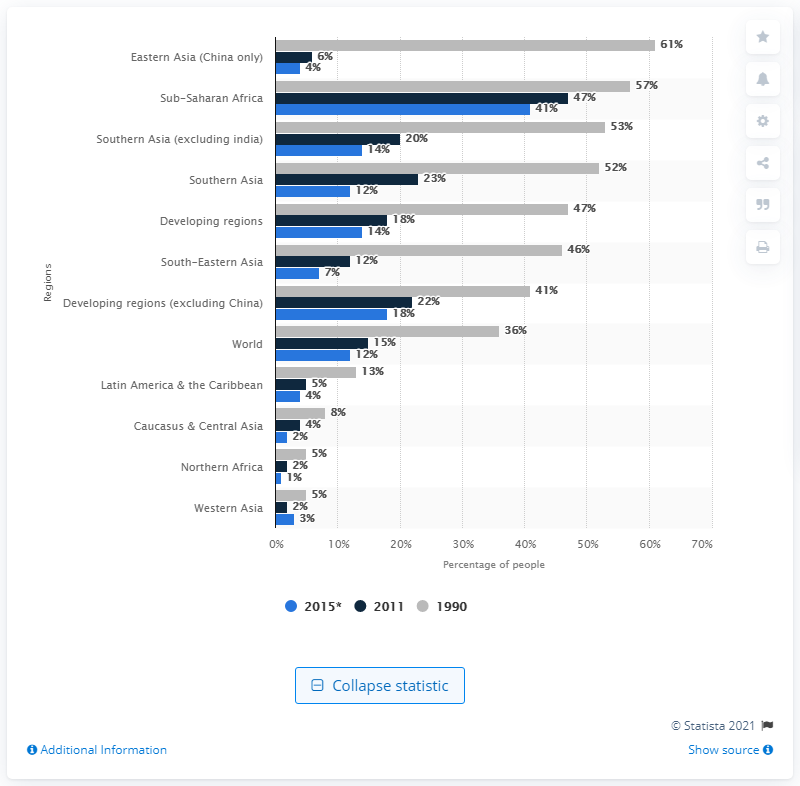 Eastern Asia (China only)
61%
6%
4%
Sub-Saharan Africa
57%
47%
41%
Southern Asia (excluding india)
53%
20%
14%
Southern Asia
52%
23%
12%
Developing regions
47%
18%
14%
South-Eastern Asia
46%
12%
7%
Developing regions (excluding China)
41%
22%
18%
World
36%
15%
12%
Latin America & the Caribbean
13%
5%
4%
Caucasus & Central Asia
8%
4%
2%
Northern Africa
5%
2%
1%
Western Asia
5%
2%
3%
Regions
0% 10% 20% 30% 40% 50% 60% 70%
Percentage of people
2015* 2011 1990
Collapse statistic
© Statista 2021
Additional Information
Show source